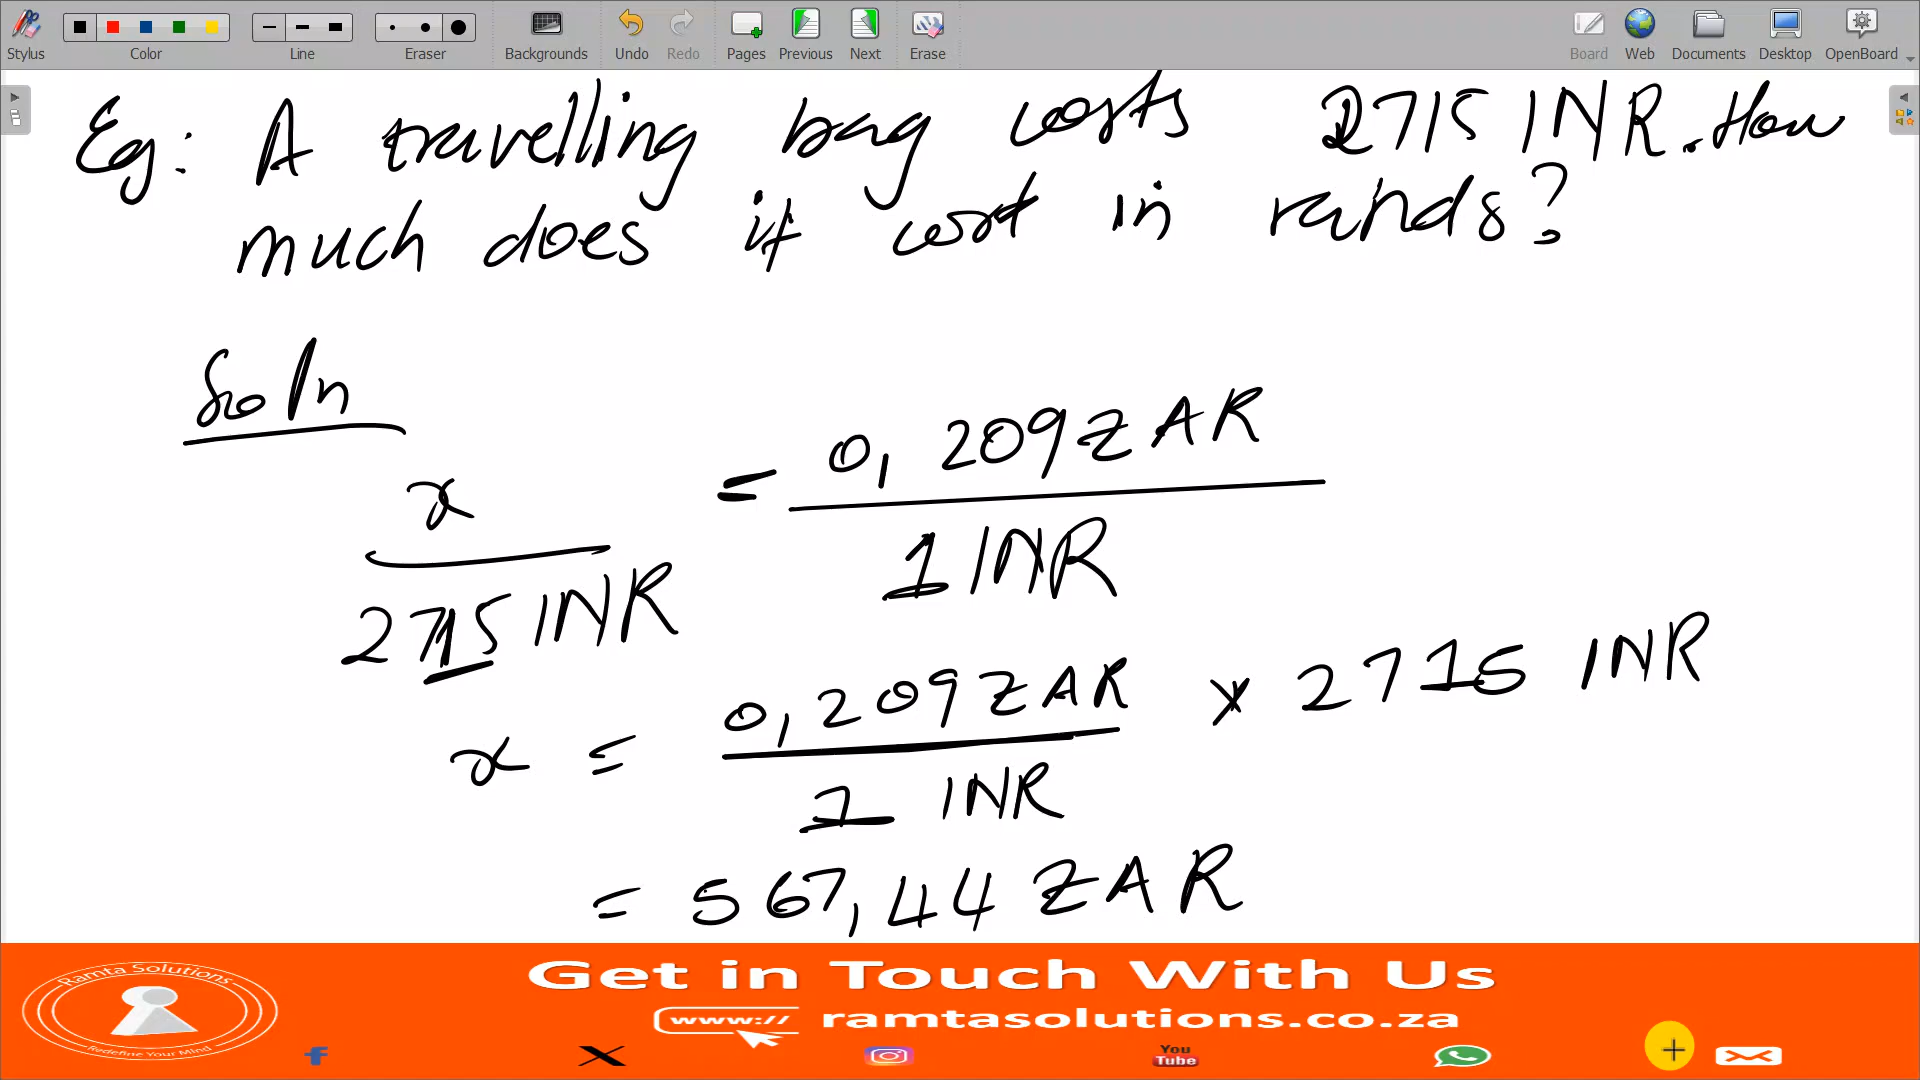 Stylus Color Line Eraser Backgrounds Undo Redo Pages Previous Next Erase Board Web Documents Desktop OpenBoard
Eg: A travelling bag costs 2715 INR. How
much does it cost in rands?
Soln
x = 0,209 ZAR
2715 INR 1 INR
x = 0,209 ZAR × 2715 INR
1 INR
= 567,44 ZAR
Ramta Solutions
Redefine Your Mind
Get in Touch With Us
www.// ramtasolutions.co.za
You
Tube